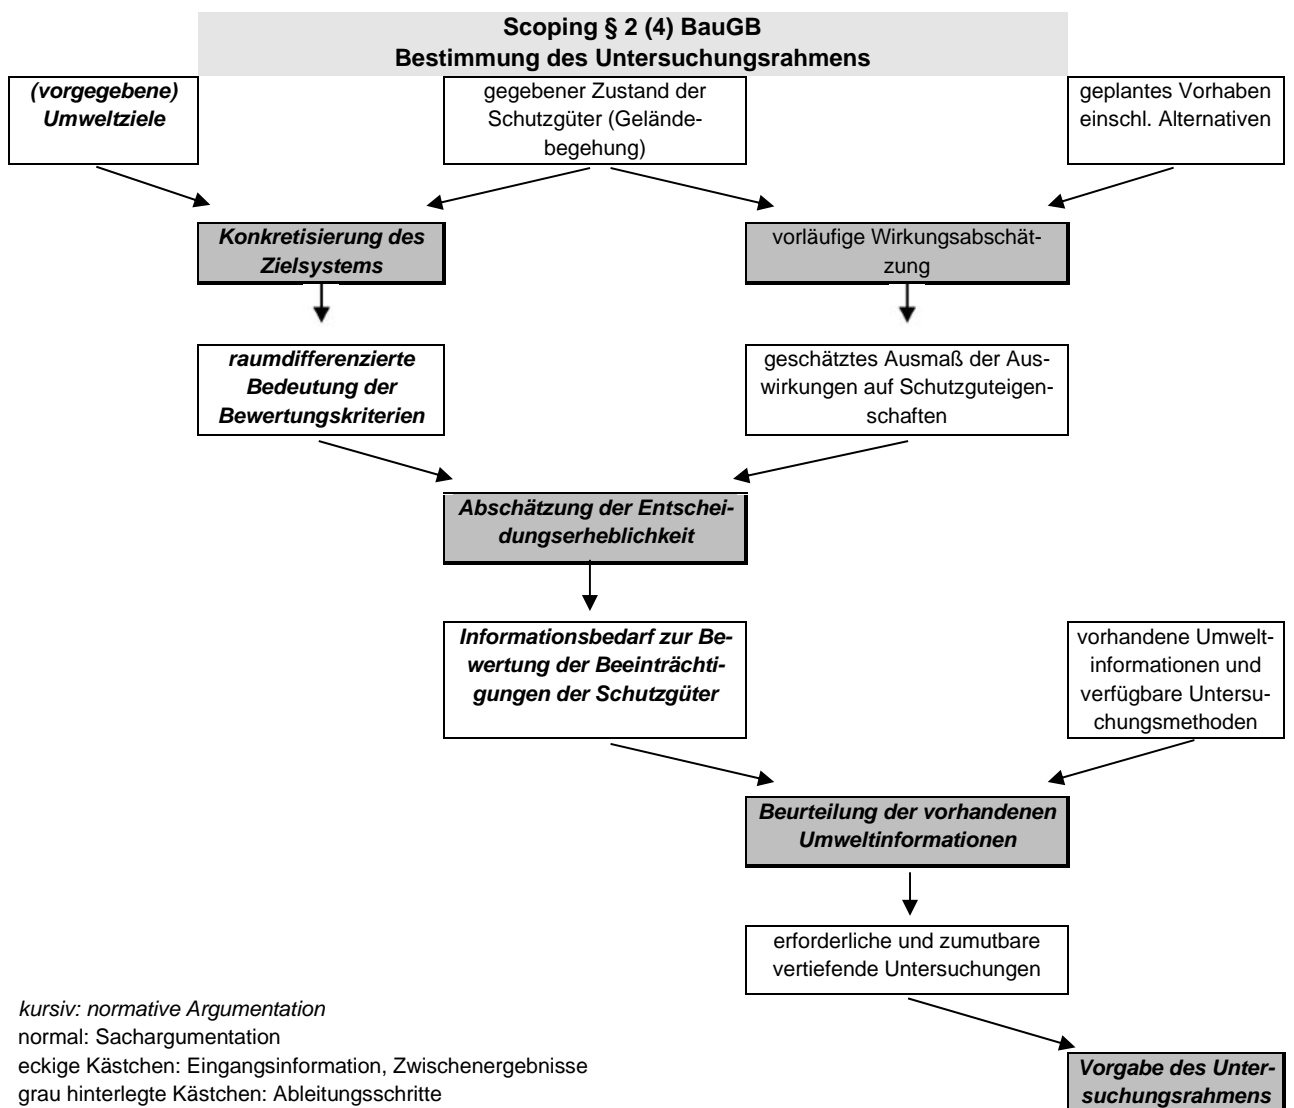 Scoping § 2 (4) BauGB
Bestimmung des Untersuchungsrahmens
(vorgegebene)
Umweltziele
gegebener Zustand der
Schutzgüter (Gelände-
begehung)
geplantes Vorhaben
einschl. Alternativen
Konkretisierung des
Zielsystems
vorläufige Wirkungsabschät-
zung
raumdifferenzierte
Bedeutung der
Bewertungskriterien
geschätztes Ausmaß der Aus-
wirkungen auf Schutzguteigen-
schaften
Abschätzung der Entschei-
dungserheblichkeit
Informationsbedarf zur Be-
wertung der Beeinträchti-
gungen der Schutzgüter
vorhandene Umwelt-
informationen und
verfügbare Untersu-
chungsmethoden
Beurteilung der vorhandenen
Umweltinformationen
erforderliche und zumutbare
vertiefende Untersuchungen
kursiv: normative Argumentation
normal: Sachargumentation
eckige Kästchen: Eingangsinformation, Zwischenergebnisse
grau hinterlegte Kästchen: Ableitungsschritte
Vorgabe des Unter-
suchungsrahmens